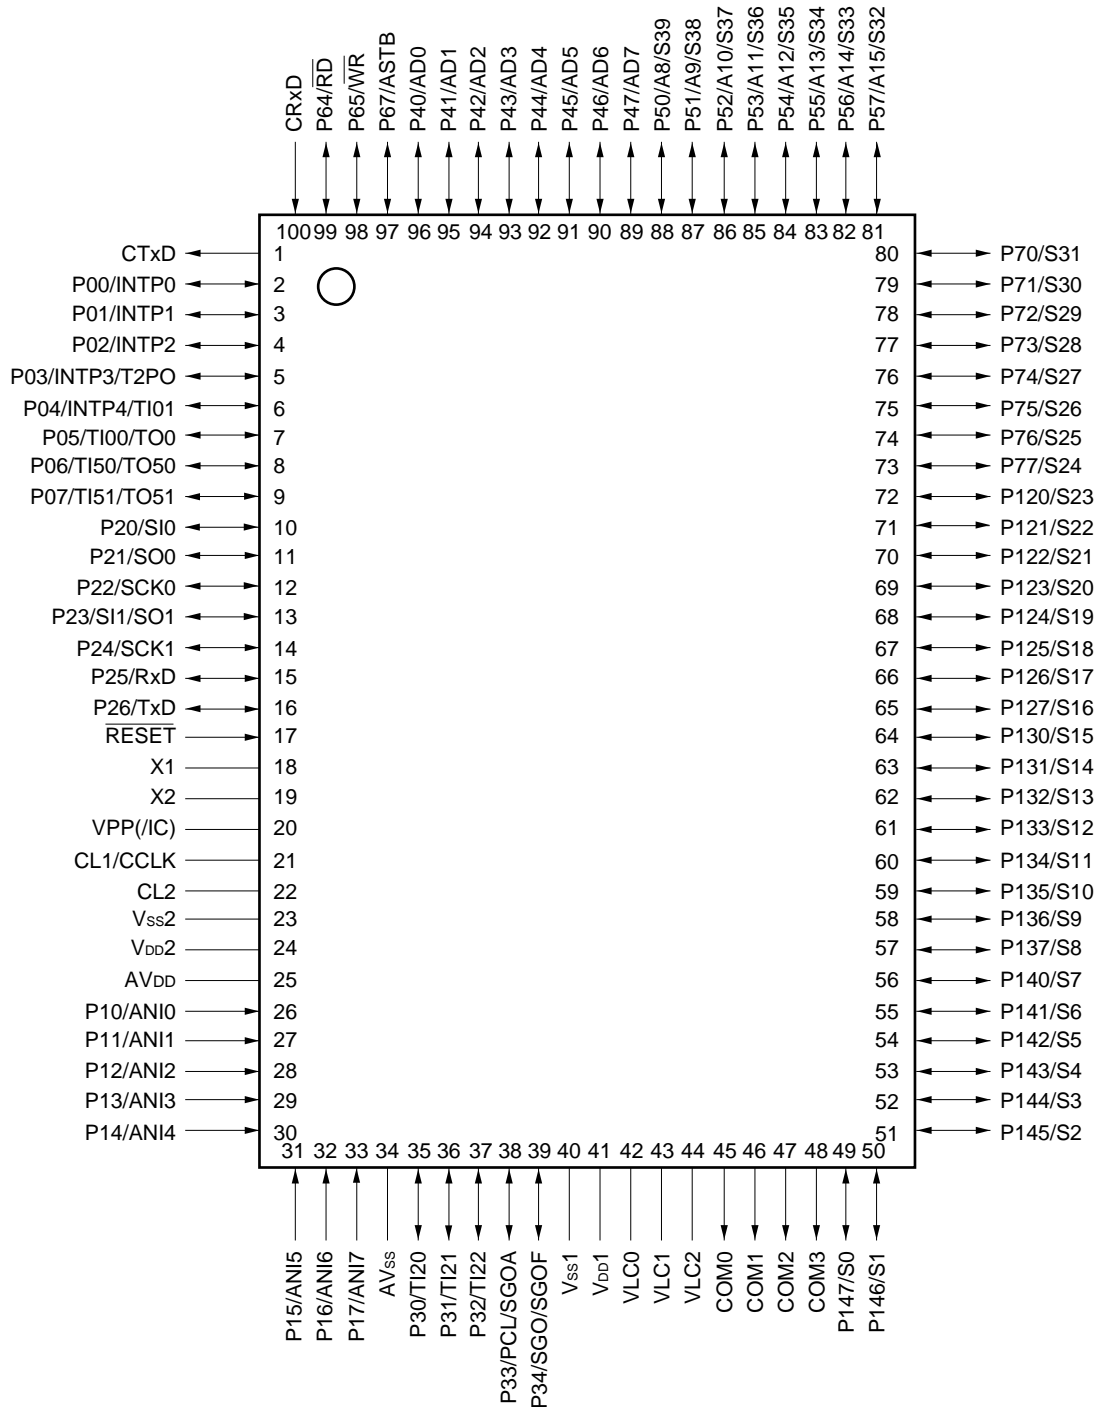 CRxD
P64/RD
P65/WR
P67/ASTB
P40/AD0
P41/AD1
P42/AD2
P43/AD3
P44/AD4
P45/AD5
P46/AD6
P47/AD7
P50/A8/S39
P51/A9/S38
P52/A10/S37
P53/A11/S36
P54/A12/S35
P55/A13/S34
P56/A14/S33
P57/A15/S32
100 99 98 97 96 95 94 93 92 91 90 89 88 87 86 85 84 83 82 81
CTxD 1 80 P70/S31
P00/INTP0 2 79 P71/S30
P01/INTP1 3 78 P72/S29
P02/INTP2 4 77 P73/S28
P03/INTP3/T2PO 5 76 P74/S27
P04/INTP4/TI01 6 75 P75/S26
P05/TI00/TO0 7 74 P76/S25
P06/TI50/TO50 8 73 P77/S24
P07/TI51/TO51 9 72 P120/S23
P20/SI0 10 71 P121/S22
P21/SO0 11 70 P122/S21
P22/SCK0 12 69 P123/S20
P23/SI1/SO1 13 68 P124/S19
P24/SCK1 14 67 P125/S18
P25/RxD 15 66 P126/S17
P26/TxD 16 65 P127/S16
RESET 17 64 P130/S15
X1 18 63 P131/S14
X2 19 62 P132/S13
VPP(/IC) 20 61 P133/S12
CL1/CCLK 21 60 P134/S11
CL2 22 59 P135/S10
VSS2 23 58 P136/S9
VDD2 24 57 P137/S8
AVDD 25 56 P140/S7
P10/ANI0 26 55 P141/S6
P11/ANI1 27 54 P142/S5
P12/ANI2 28 53 P143/S4
P13/ANI3 29 52 P144/S3
P14/ANI4 30 51 P145/S2
31 32 33 34 35 36 37 38 39 40 41 42 43 44 45 46 47 48 49 50
P15/ANI5
P16/ANI6
P17/ANI7
AVSS
P30/TI20
P31/TI21
P32/TI22
P33/PCL/SGOA
P34/SGO/SGOF
VSS1
VDD1
VLC0
VLC1
VLC2
COM0
COM1
COM2
COM3
P147/S0
P146/S1